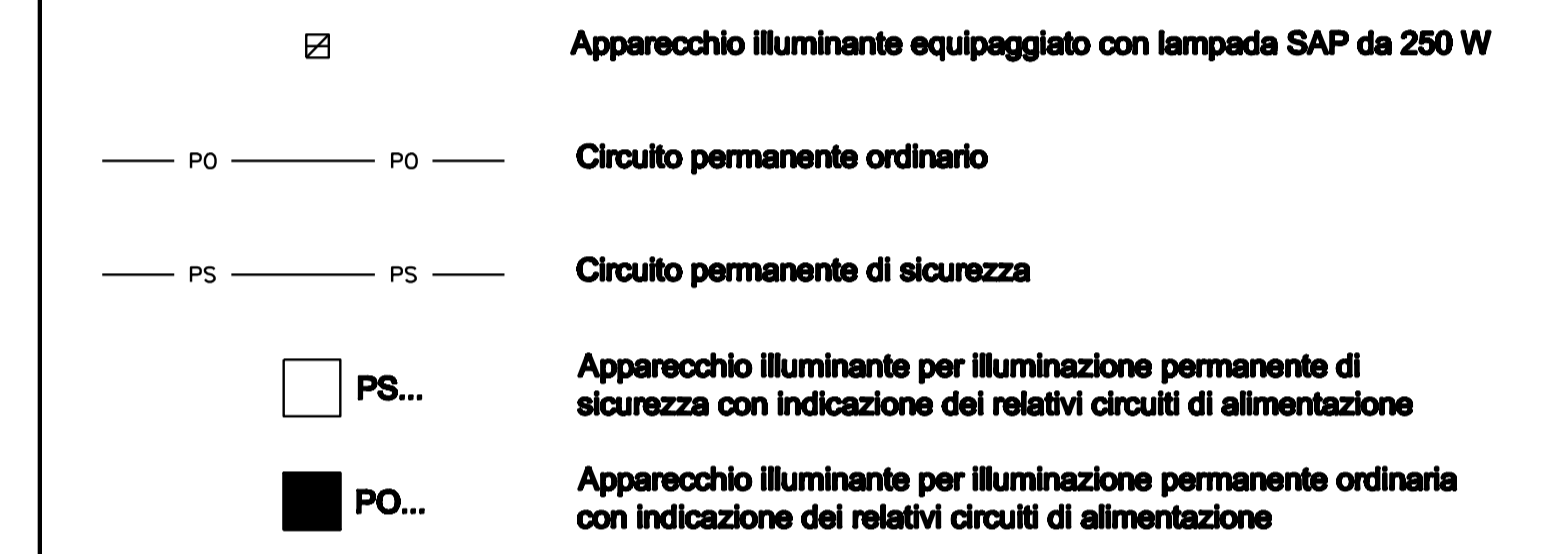 Apparecchio illuminante equipaggiato con lampada SAP da 250 W
PO PO Circuito permanente ordinario
PS PS Circuito permanente di sicurezza
PS... Apparecchio illuminante per illuminazione permanente di
sicurezza con indicazione dei relativi circuiti di alimentazione
PO... Apparecchio illuminante per illuminazione permanente ordinaria
con indicazione dei relativi circuiti di alimentazione